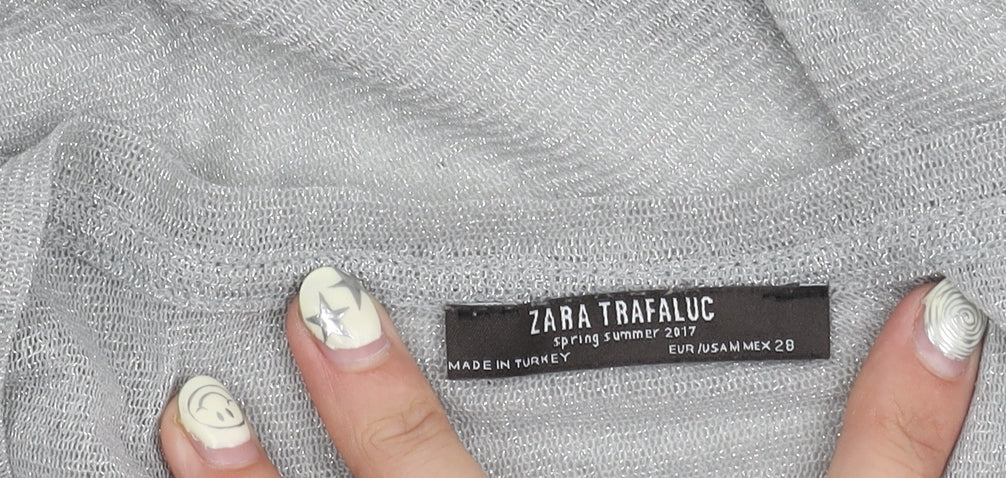 ZARA TRAFALUC
spring summer 2017
MADE IN TURKEY
EUR/USA M MEX 28